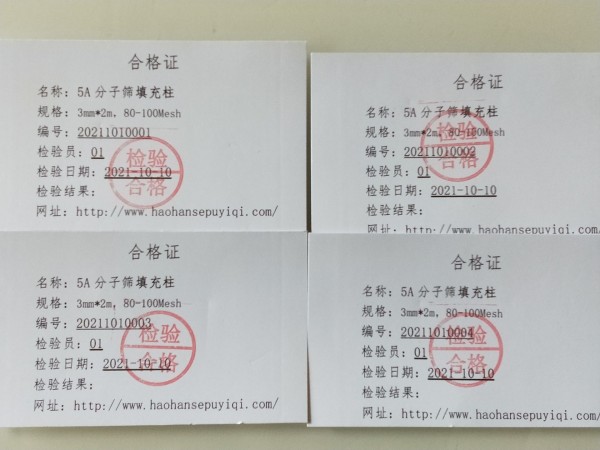 合格证
名称：5A分子筛填充柱
规格：3mm*2m，80-100Mesh
编号：20211010001
检验员：01
检验日期：2021-10-10
检验结果：
网址：http://www.haohansepuyiqi.com/
检验
合格
合格证
名称：5A分子筛填充柱
规格：3mm*2m，80-100Mesh
编号：20211010002
检验员：01
检验日期：2021-10-10
检验结果：
网址：http://www.haohansepuyiqi.com/
检验
合格
合格证
名称：5A分子筛填充柱
规格：3mm*2m，80-100Mesh
编号：20211010003
检验员：01
检验日期：2021-10-10
检验结果：
网址：http://www.haohansepuyiqi.com/
检验
合格
合格证
名称：5A分子筛填充柱
规格：3mm*2m，80-100Mesh
编号：20211010004
检验员：01
检验日期：2021-10-10
检验结果：
网址：http://www.haohansepuyiqi.com/
检验
合格